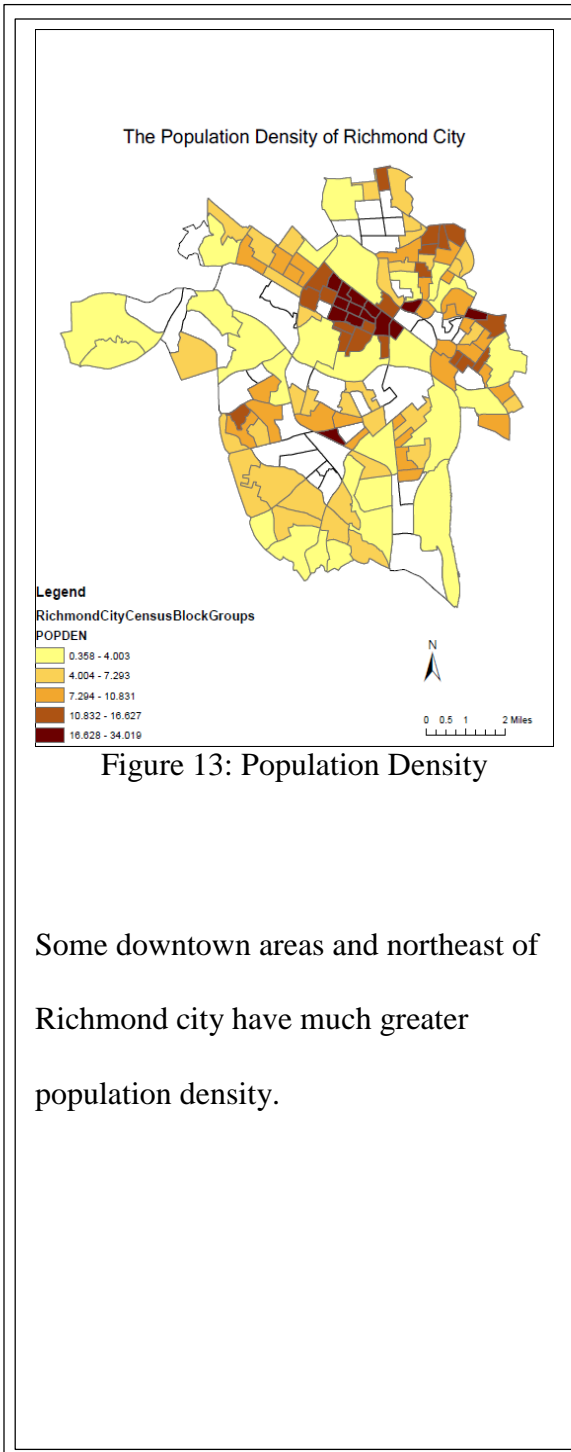 The Population Density of Richmond City
Legend
RichmondCityCensusBlockGroups
POPDEN
0.358 - 4.003
4.004 - 7.293
7.294 - 10.831
10.832 - 16.627
16.628 - 34.019
N
0 0.5 1 2 Miles
Figure 13: Population Density
Some downtown areas and northeast of
Richmond city have much greater
population density.